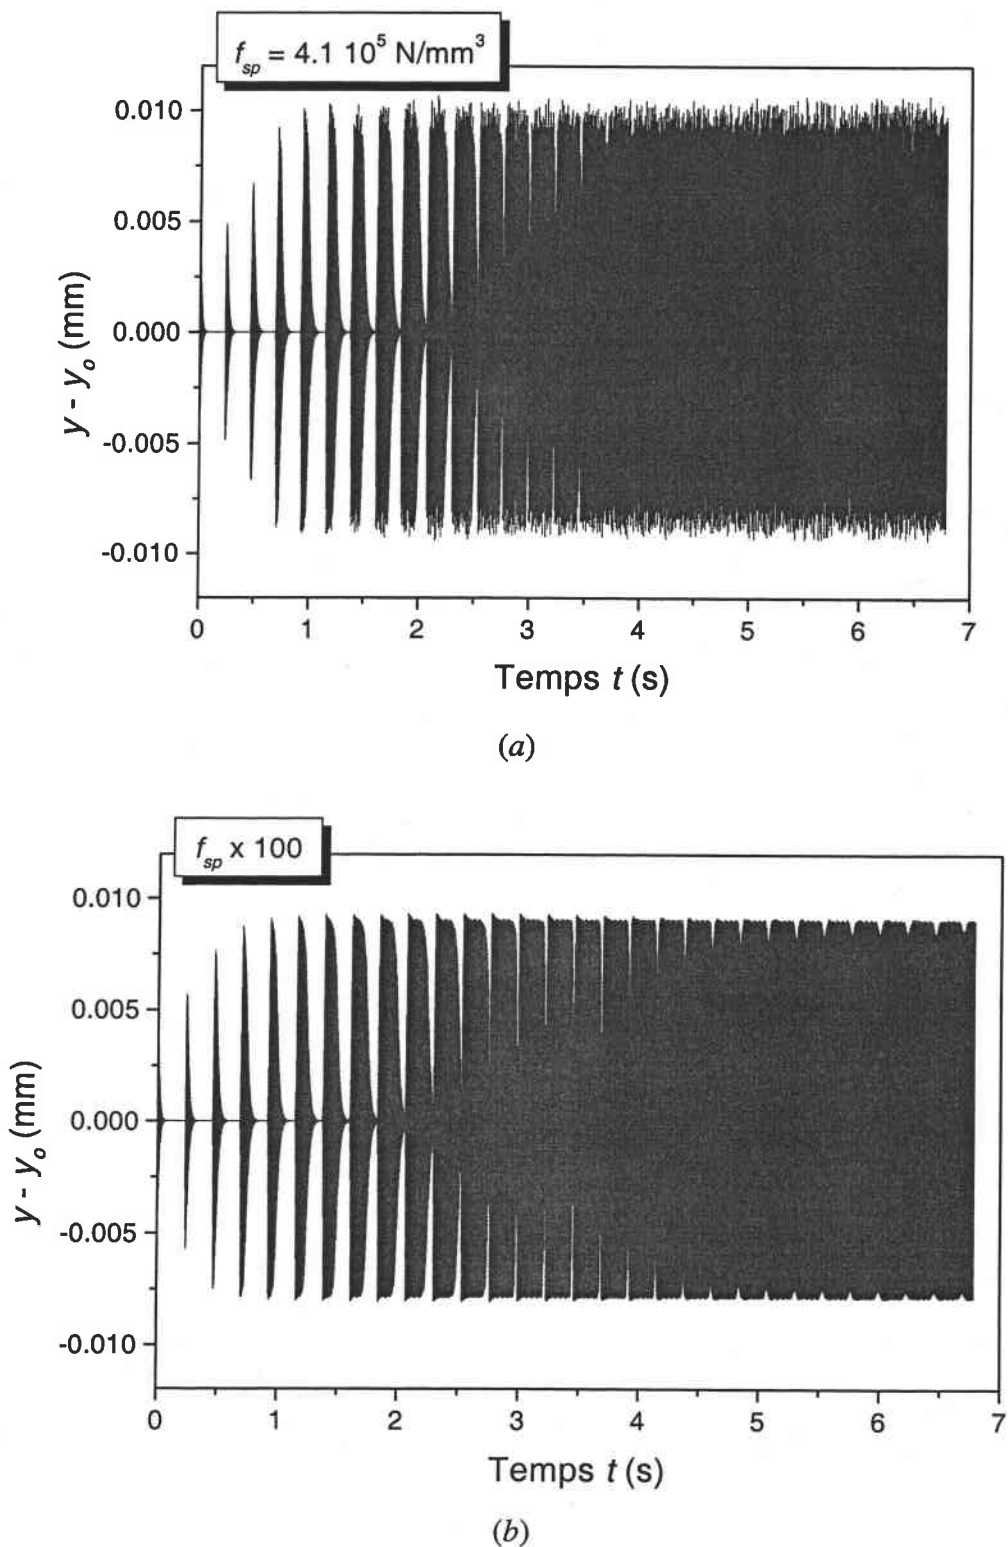 f_sp = 4.1 10^5 N/mm^3
0.010
0.005
0.000
-0.005
-0.010
y - y_o (mm)
0 1 2 3 4 5 6 7
Temps t (s)
(a)
f_sp x 100
0.010
0.005
0.000
-0.005
-0.010
y - y_o (mm)
0 1 2 3 4 5 6 7
Temps t (s)
(b)